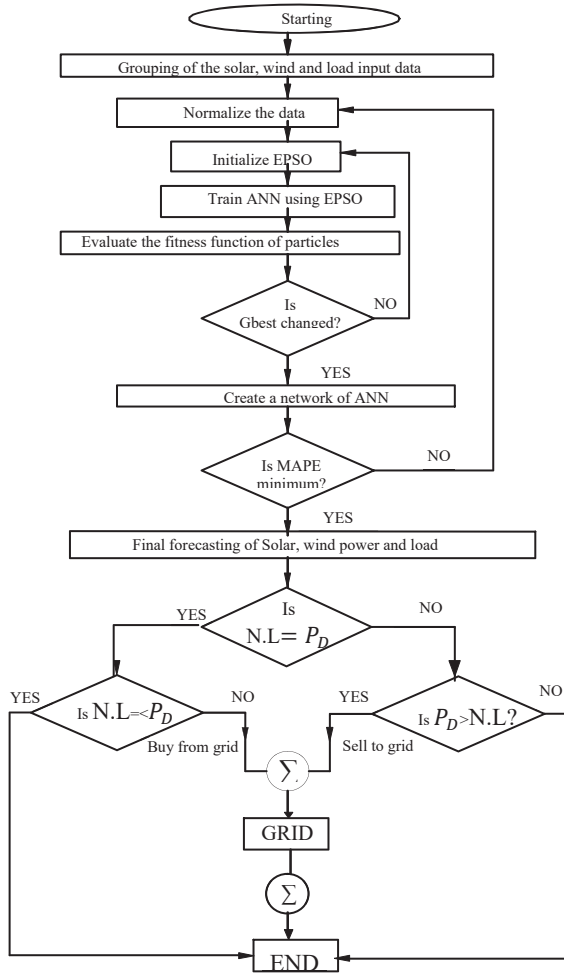 Starting
Grouping of the solar, wind and load input data
Normalize the data
Initialize EPSO
Train ANN using EPSO
Evaluate the fitness function of particles
Is
Gbest changed?
NO
YES
Create a network of ANN
Is MAPE
minimum?
NO
YES
Final forecasting of Solar, wind power and load
Is
N.L= P_D
YES
NO
YES
Is N.L=<P_D
NO
Buy from grid
YES
Is P_D>N.L?
NO
Sell to grid
∑
GRID
∑
END